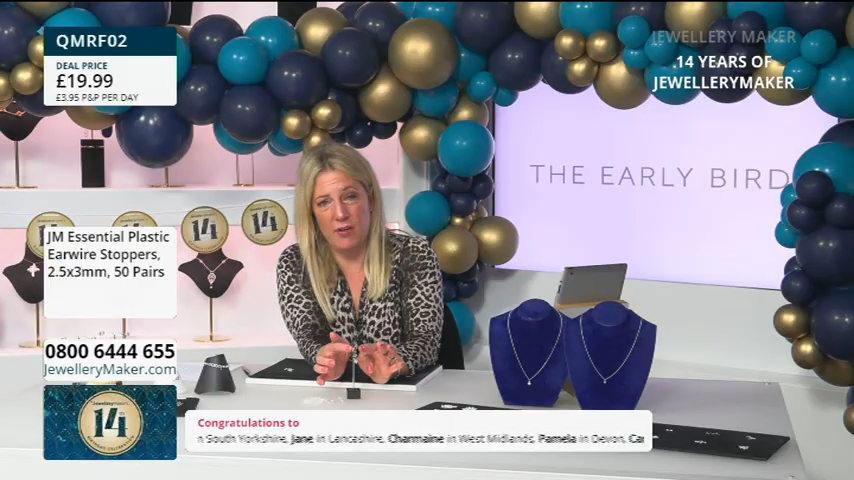 QMRF02
DEAL PRICE
£19.99
£3.95 P&P PER DAY
JEWELLERY MAKER
14 YEARS OF
JEWELLERYMAKER
THE EARLY BIRD
14
14
JM Essential Plastic
Earwire Stoppers,
2.5x3mm, 50 Pairs
0800 6444 655
JewelleryMaker.com
14
Congratulations to
n South Yorkshire, Jane in Lancashire, Charmaine in West Midlands, Pamela in Devon, Car